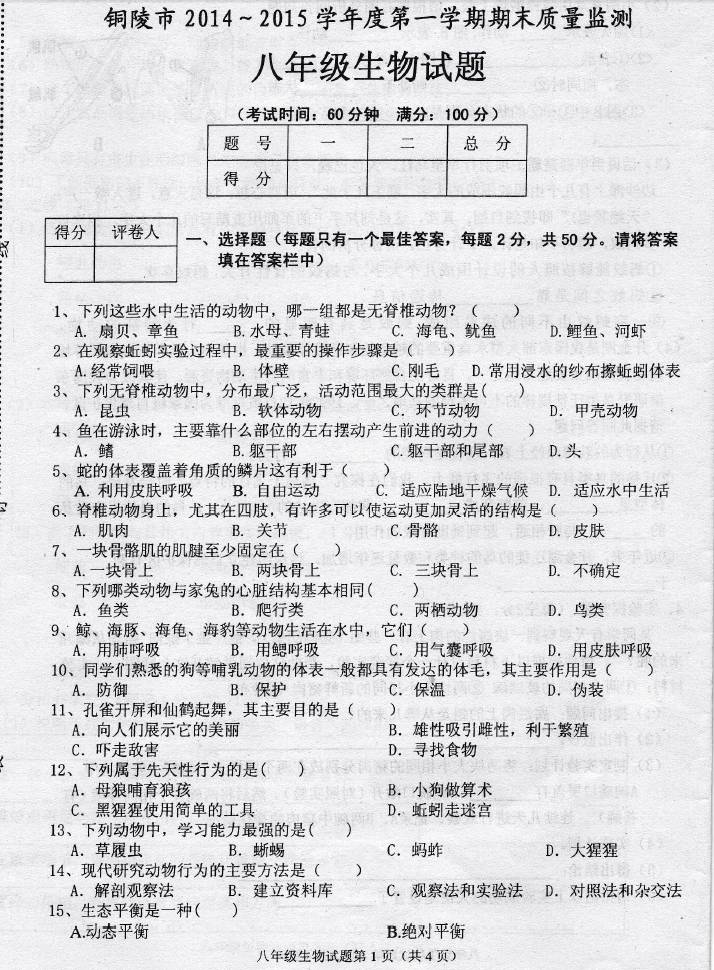 铜陵市 2014～2015 学年度第一学期期末质量监测
八年级生物试题
（考试时间：60 分钟 满分：100 分）
题 号 一 二 总 分
得 分
得分 评卷人
一、选择题（每题只有一个最佳答案，每题 2 分，共 50 分。请将答案
填在答案栏中）
1、下列这些水中生活的动物中，哪一组都是无脊椎动物？（ ）
A. 扇贝、章鱼 B. 水母、青蛙 C. 海龟、鱿鱼 D. 鲤鱼、河虾
2、在观察蚯蚓实验过程中，最重要的操作步骤是（ ）
A. 经常饲喂 B. 体壁 C. 刚毛 D. 常用浸水的纱布擦蚯蚓体表
3、下列无脊椎动物中，分布最广泛，活动范围最大的类群是( )
A. 昆虫 B. 软体动物 C. 环节动物 D. 甲壳动物
4、鱼在游泳时，主要靠什么部位的左右摆动产生前进的动力（ ）
A. 鳍 B. 躯干部 C. 躯干部和尾部 D. 头
5、蛇的体表覆盖着角质的鳞片这有利于（ ）
A. 利用皮肤呼吸 B. 自由运动 C. 适应陆地干燥气候 D. 适应水中生活
6、脊椎动物身上，尤其在四肢，有许多可以使运动更加灵活的结构是（ ）
A. 肌肉 B. 关节 C. 骨骼 D. 皮肤
7、一块骨骼肌的肌腱至少固定在（ ）
A. 一块骨上 B. 两块骨上 C. 三块骨上 D. 不确定
8、下列哪类动物与家兔的心脏结构基本相同( )
A. 鱼类 B. 爬行类 C. 两栖动物 D. 鸟类
9、鲸、海豚、海龟、海豹等动物生活在水中，它们（ ）
A. 用肺呼吸 B. 用鳃呼吸 C. 用气囊呼吸 D. 用皮肤呼吸
10、同学们熟悉的狗等哺乳动物的体表一般都具有发达的体毛，其主要作用是（ ）
A. 防御 B. 保护 C. 保温 D. 伪装
11、孔雀开屏和仙鹤起舞，其主要目的是（ ）
A. 向人们展示它的美丽 B. 雄性吸引雌性，利于繁殖
C. 吓走敌害 D. 寻找食物
12、下列属于先天性行为的是( )
A. 母狼哺育狼孩 B. 小狗做算术
C. 黑猩猩使用简单的工具 D. 蚯蚓走迷宫
13、下列动物中，学习能力最强的是( )
A. 草履虫 B. 蜥蜴 C. 蚂蚱 D. 大猩猩
14、现代研究动物行为的主要方法是（ ）
A. 解剖观察法 B. 建立资料库 C. 观察法和实验法 D. 对照法和杂交法
15、生态平衡是一种( )
A.动态平衡 B.绝对平衡
八年级生物试题第 1 页（共 4 页）